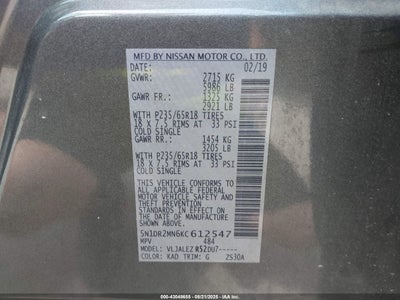 MFD BY NISSAN MOTOR CO., LTD.
DATE: 02/19
GVWR: 2715 KG
5986 LB
GAWR FR.: 1325 KG
2921 LB
WITH P235/65R18 TIRES
18 X 7.5 RIMS AT 33 PSI
COLD SINGLE
GAWR RR.: 1454 KG
3205 LB
WITH P235/65R18 TIRES
18 X 7.5 RIMS AT 33 PSI
COLD SINGLE
THIS VEHICLE CONFORMS TO
ALL APPLICABLE FEDERAL
MOTOR VEHICLE SAFETY AND
THEFT PREVENTION
STANDARDS IN EFFECT ON
THE DATE OF MANUFACTURE
SHOWN ABOVE.
5N1DR2MN6KC612547
MPV 484
MODEL: VLJALEZ R52DU7-----
COLOR: KAD TRIM: G ZS30A
000-43048655 - 08/21/2025 - IAA